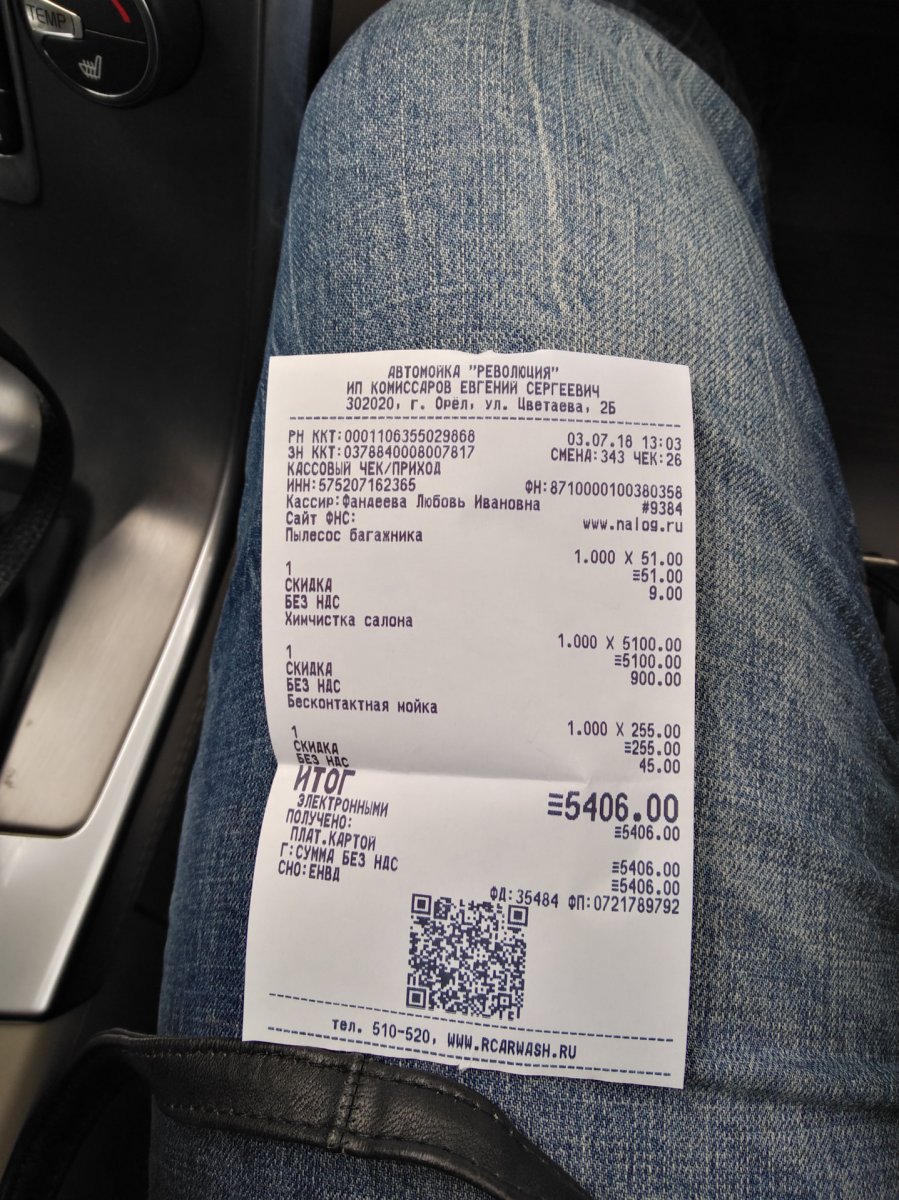 TEMP
АВТОМОЙКА "РЕВОЛЮЦИЯ"
ИП КОМИССАРОВ ЕВГЕНИЙ СЕРГЕЕВИЧ
302020, г. Орёл, ул. Цветаева, 2Б
РН ККТ:0001106355029868 03.07.18 13:03
ЗН ККТ:0378840008007817 СМЕНА:343 ЧЕК:26
КАССОВЫЙ ЧЕК/ПРИХОД
ИНН:575207162365 ФН:8710000100380358
Кассир:Фандеева Любовь Ивановна #9384
Сайт ФНС: www.nalog.ru
Пылесос багажника
1.000 X 51.00
1 ≡51.00
СКИДКА 9.00
БЕЗ НДС
Химчистка салона
1.000 X 5100.00
1 ≡5100.00
СКИДКА 900.00
БЕЗ НДС
Бесконтактная мойка
1.000 X 255.00
1 ≡255.00
СКИДКА 45.00
БЕЗ НДС
ИТОГ ≡5406.00
ЭЛЕКТРОННЫМИ ≡5406.00
ПОЛУЧЕНО:
ПЛАТ.КАРТОЙ ≡5406.00
Г:СУММА БЕЗ НДС ≡5406.00
СНО:ЕНВД ФД:35484 ФП:0721789792
тел. 510-520, WWW.RCARWASH.RU